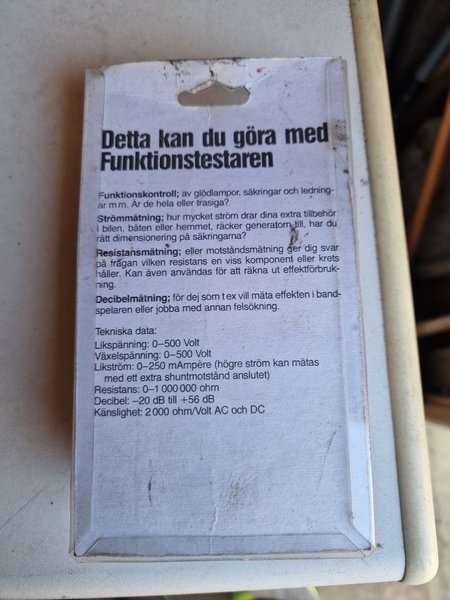 Detta kan du göra med
Funktionstestaren
Funktionskontroll; av glödlampor, säkringar och ledning-
ar m m. Är de hela eller trasiga?
Strömmätning; hur mycket ström drar dina extra tillbehör
i bilen, båten eller hemmet, räcker generatorn till, har du
rätt dimensionering på säkringarna?
Resistansmätning; eller motståndsmätning ger dig svar
på frågan vilken resistans en viss komponent eller krets
håller. Kan även användas för att räkna ut effektförbruk-
ning.
Decibelmätning; för dej som t ex vill mäta effekten i band-
spelaren eller jobba med annan felsökning.
Tekniska data:
Likspänning: 0–500 Volt
Växelspänning: 0–500 Volt
Likström: 0–250 mAmpère (högre ström kan mätas
med ett extra shuntmotstånd anslutet)
Resistans: 0–1 000 000 ohm
Decibel: –20 dB till +56 dB
Känslighet: 2 000 ohm/Volt AC och DC